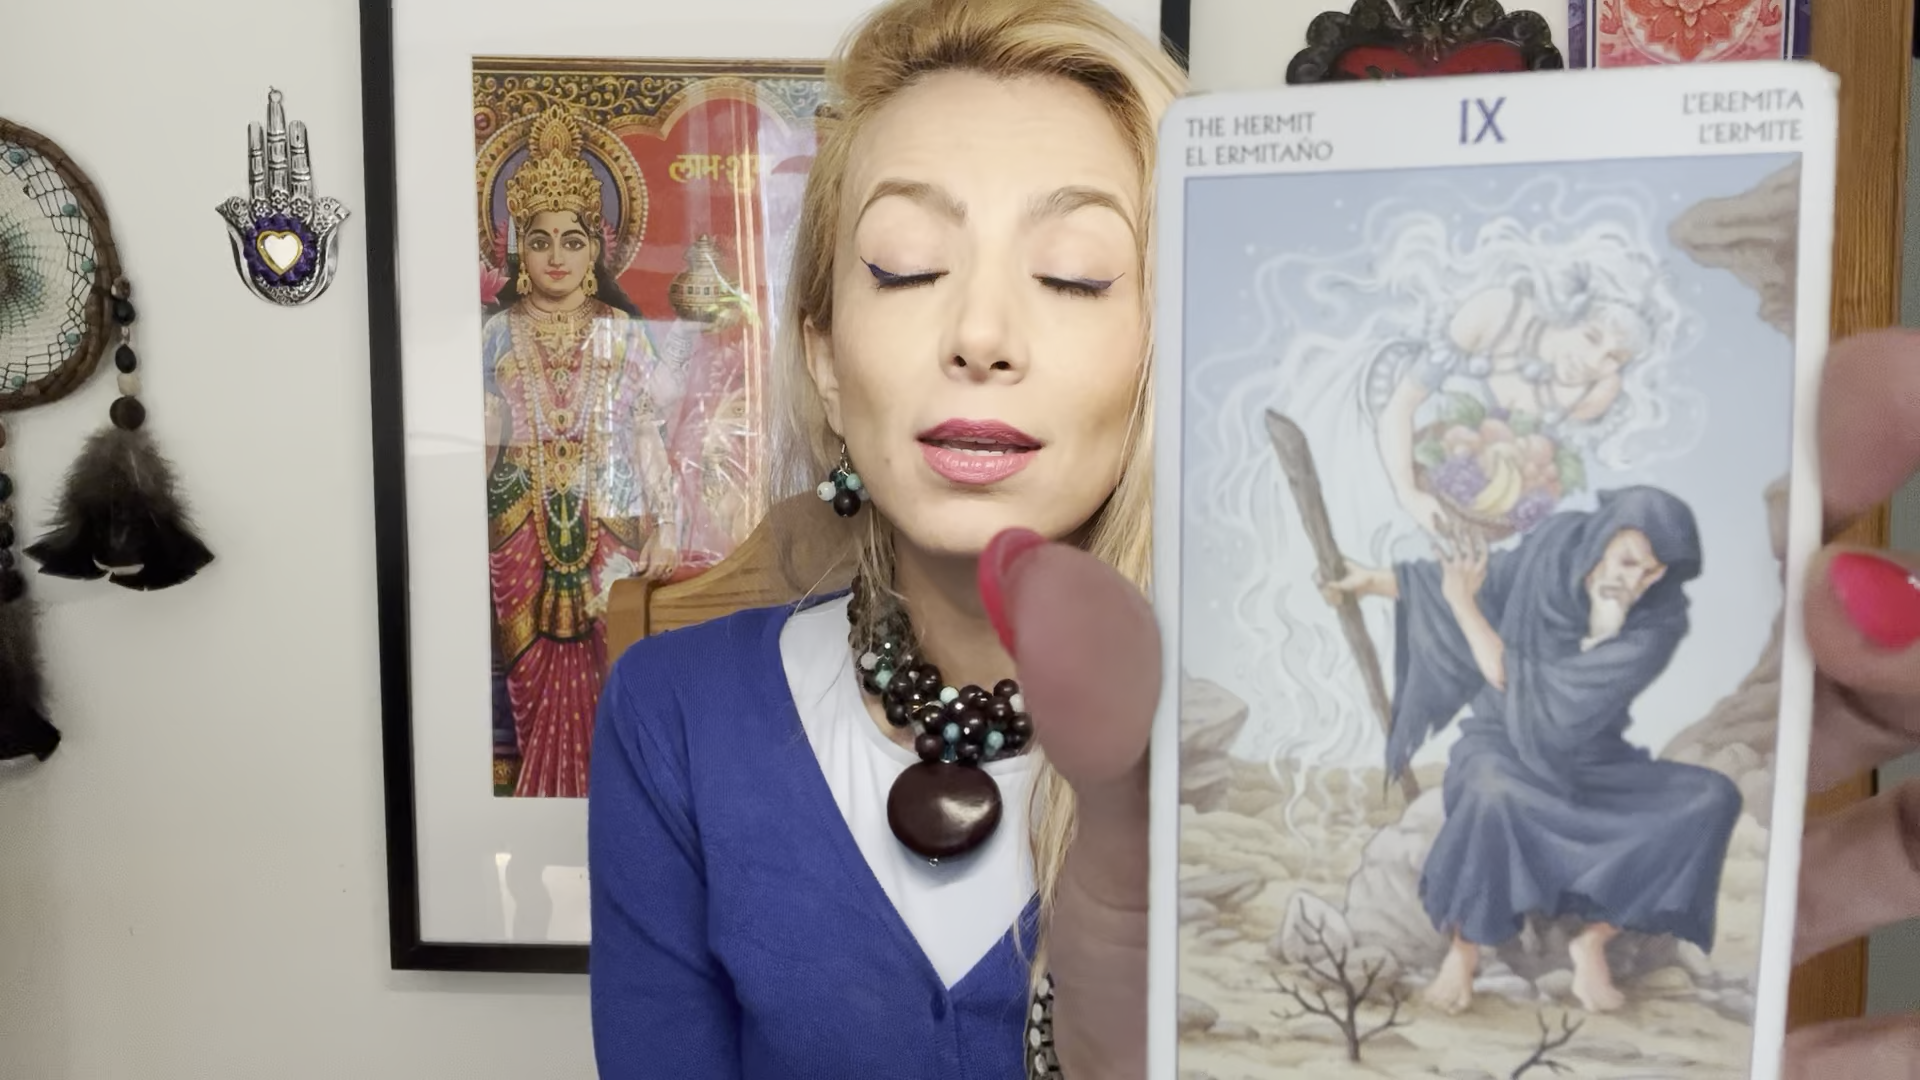 लाभ-शुभ
THE HERMIT
EL ERMITAÑO
IX
L'EREMITA
L'ERMITE